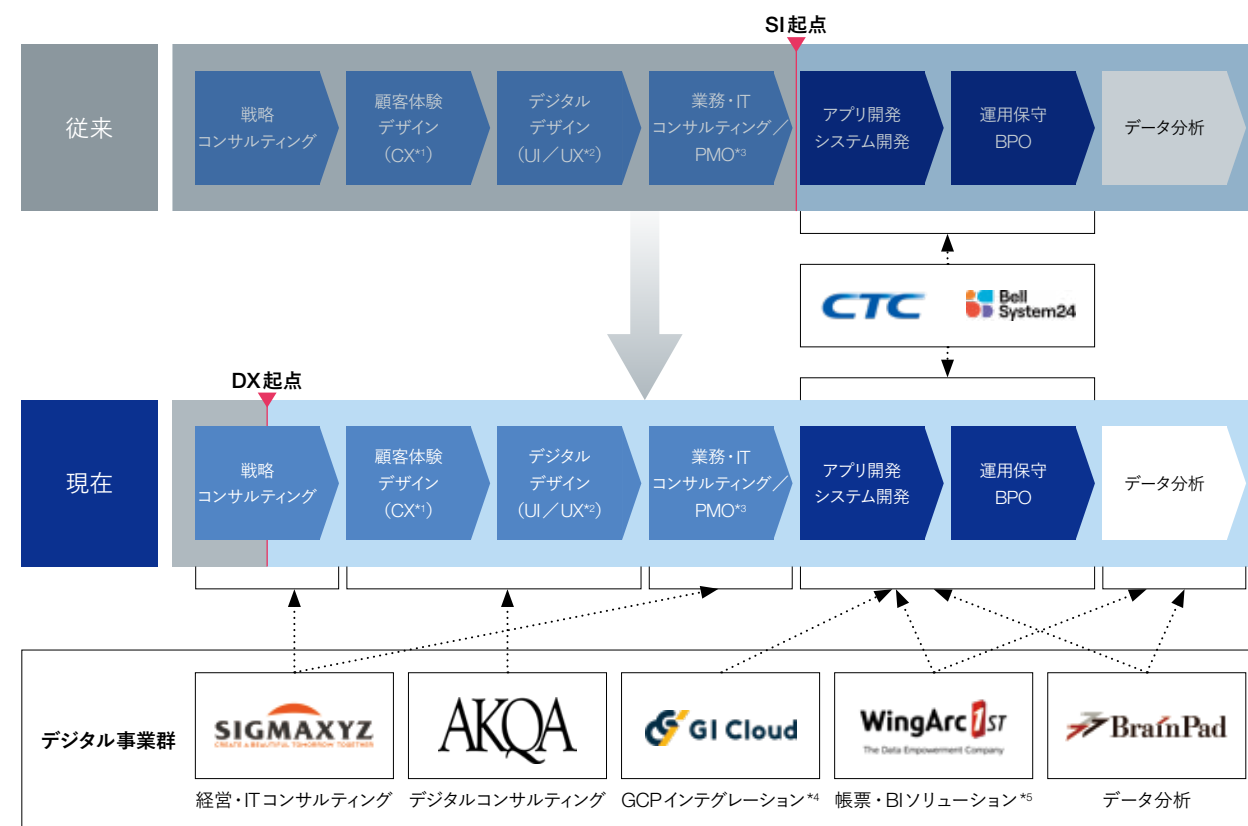 SI起点
従来
戦略
コンサルティング
顧客体験
デザイン
（CX*1）
デジタル
デザイン
（UI／UX*2）
業務・IT
コンサルティング／
PMO*3
アプリ開発
システム開発
運用保守
BPO
データ分析
CTC
Bell
System24
DX起点
現在
戦略
コンサルティング
顧客体験
デザイン
（CX*1）
デジタル
デザイン
（UI／UX*2）
業務・IT
コンサルティング／
PMO*3
アプリ開発
システム開発
運用保守
BPO
データ分析
デジタル事業群
SIGMAXYZ
CREATE A BEAUTIFUL TOMORROW TOGETHER
AKQA
GI Cloud
WingArc 1ST
The Data Empowerment Company
BrainPad
経営・ITコンサルティング
デジタルコンサルティング
GCPインテグレーション*4
帳票・BIソリューション*5
データ分析